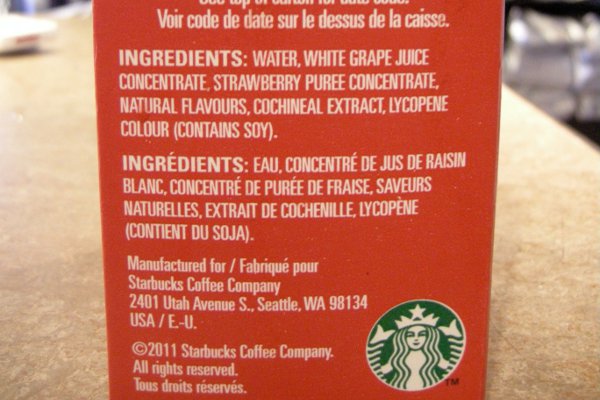 Voir code de date sur le dessus de la caisse.
INGREDIENTS: WATER, WHITE GRAPE JUICE
CONCENTRATE, STRAWBERRY PUREE CONCENTRATE,
NATURAL FLAVOURS, COCHINEAL EXTRACT, LYCOPENE
COLOUR (CONTAINS SOY).
INGRÉDIENTS: EAU, CONCENTRÉ DE JUS DE RAISIN
BLANC, CONCENTRÉ DE PURÉE DE FRAISE, SAVEURS
NATURELLES, EXTRAIT DE COCHENILLE, LYCOPÈNE
(CONTIENT DU SOJA).
Manufactured for / Fabriqué pour
Starbucks Coffee Company
2401 Utah Avenue S., Seattle, WA 98134
USA / E.-U.
©2011 Starbucks Coffee Company.
All rights reserved.
Tous droits réservés.
TM